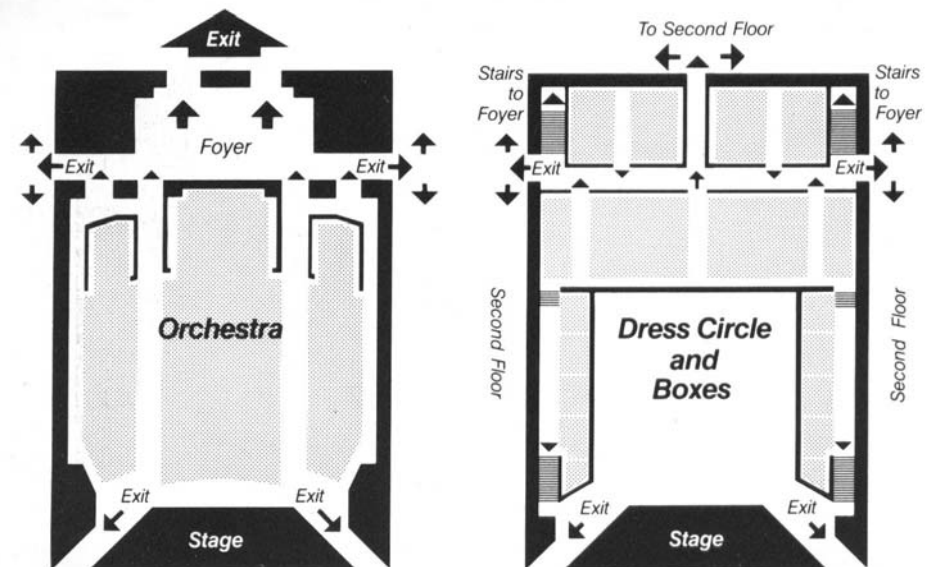 Exit
Foyer
Exit
Exit
Orchestra
Exit
Exit
Stage
To Second Floor
Stairs
to
Foyer
Stairs
to
Foyer
Exit
Exit
Second Floor
Dress Circle
and
Boxes
Second Floor
Exit
Exit
Stage